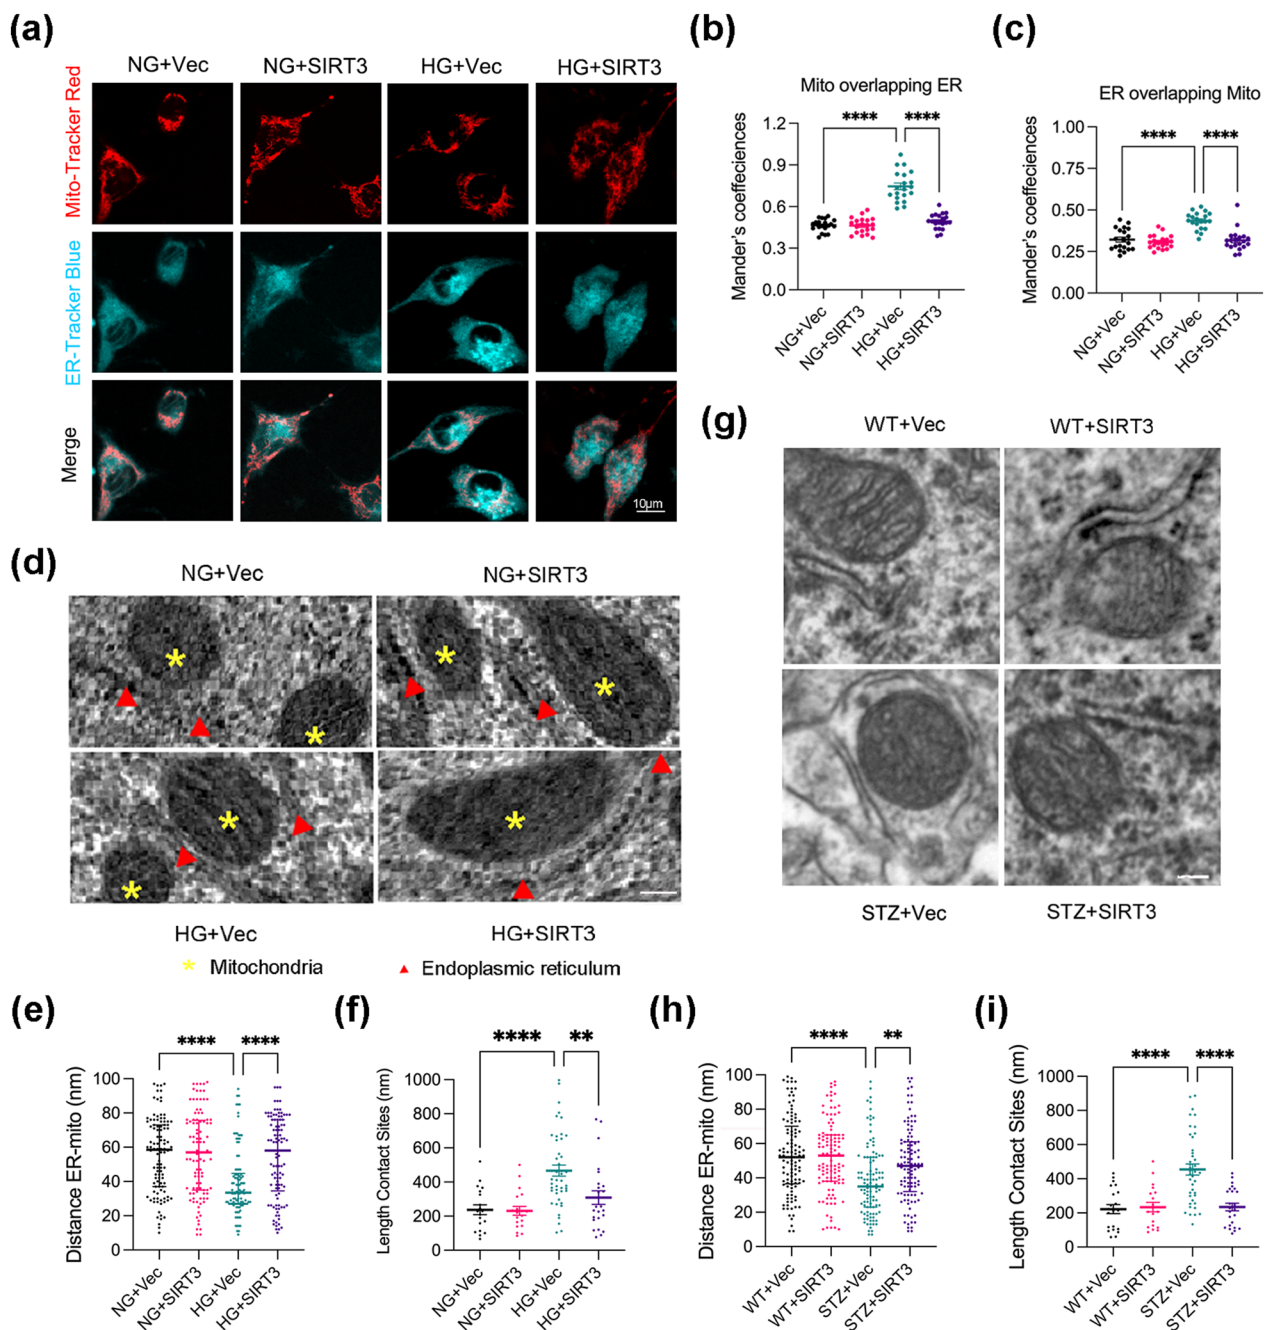 (a)
NG+Vec NG+SIRT3 HG+Vec HG+SIRT3
Mito-Tracker Red
ER-Tracker Blue
Merge
10µm
(b)
Mito overlapping ER
**** ****
Mander's coeffeciences
1.2
0.9
0.6
0.3
0.0
NG+Vec NG+SIRT3 HG+Vec HG+SIRT3
(c)
ER overlapping Mito
**** ****
Mander's coeffeciences
1.00
0.75
0.50
0.25
0.00
NG+Vec NG+SIRT3 HG+Vec HG+SIRT3
(d)
NG+Vec NG+SIRT3
HG+Vec HG+SIRT3
* Mitochondria ▲ Endoplasmic reticulum
(g)
WT+Vec WT+SIRT3
STZ+Vec STZ+SIRT3
(e)
**** ****
Distance ER-mito (nm)
100
80
60
40
20
0
NG+Vec NG+SIRT3 HG+Vec HG+SIRT3
(f)
**** **
Length Contact Sites (nm)
1000
800
600
400
200
0
NG+Vec NG+SIRT3 HG+Vec HG+SIRT3
(h)
**** **
Distance ER-mito (nm)
100
80
60
40
20
0
WT+Vec WT+SIRT3 STZ+Vec STZ+SIRT3
(i)
**** ****
Length Contact Sites (nm)
1000
800
600
400
200
0
WT+Vec WT+SIRT3 STZ+Vec STZ+SIRT3